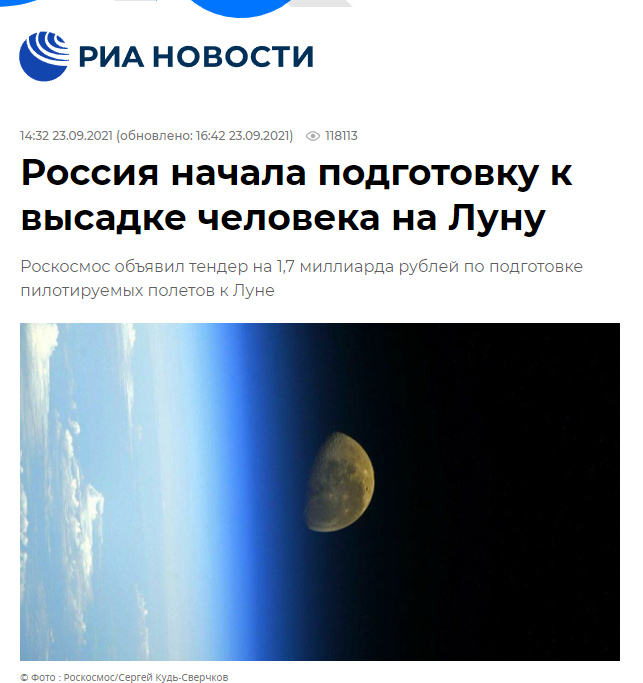 РИА НОВОСТИ
14:32 23.09.2021 (обновлено: 16:42 23.09.2021) 118113
Россия начала подготовку к
высадке человека на Луну
Роскосмос объявил тендер на 1,7 миллиарда рублей по подготовке
пилотируемых полетов к Луне
© Фото : Роскосмос/Сергей Кудь-Сверчков